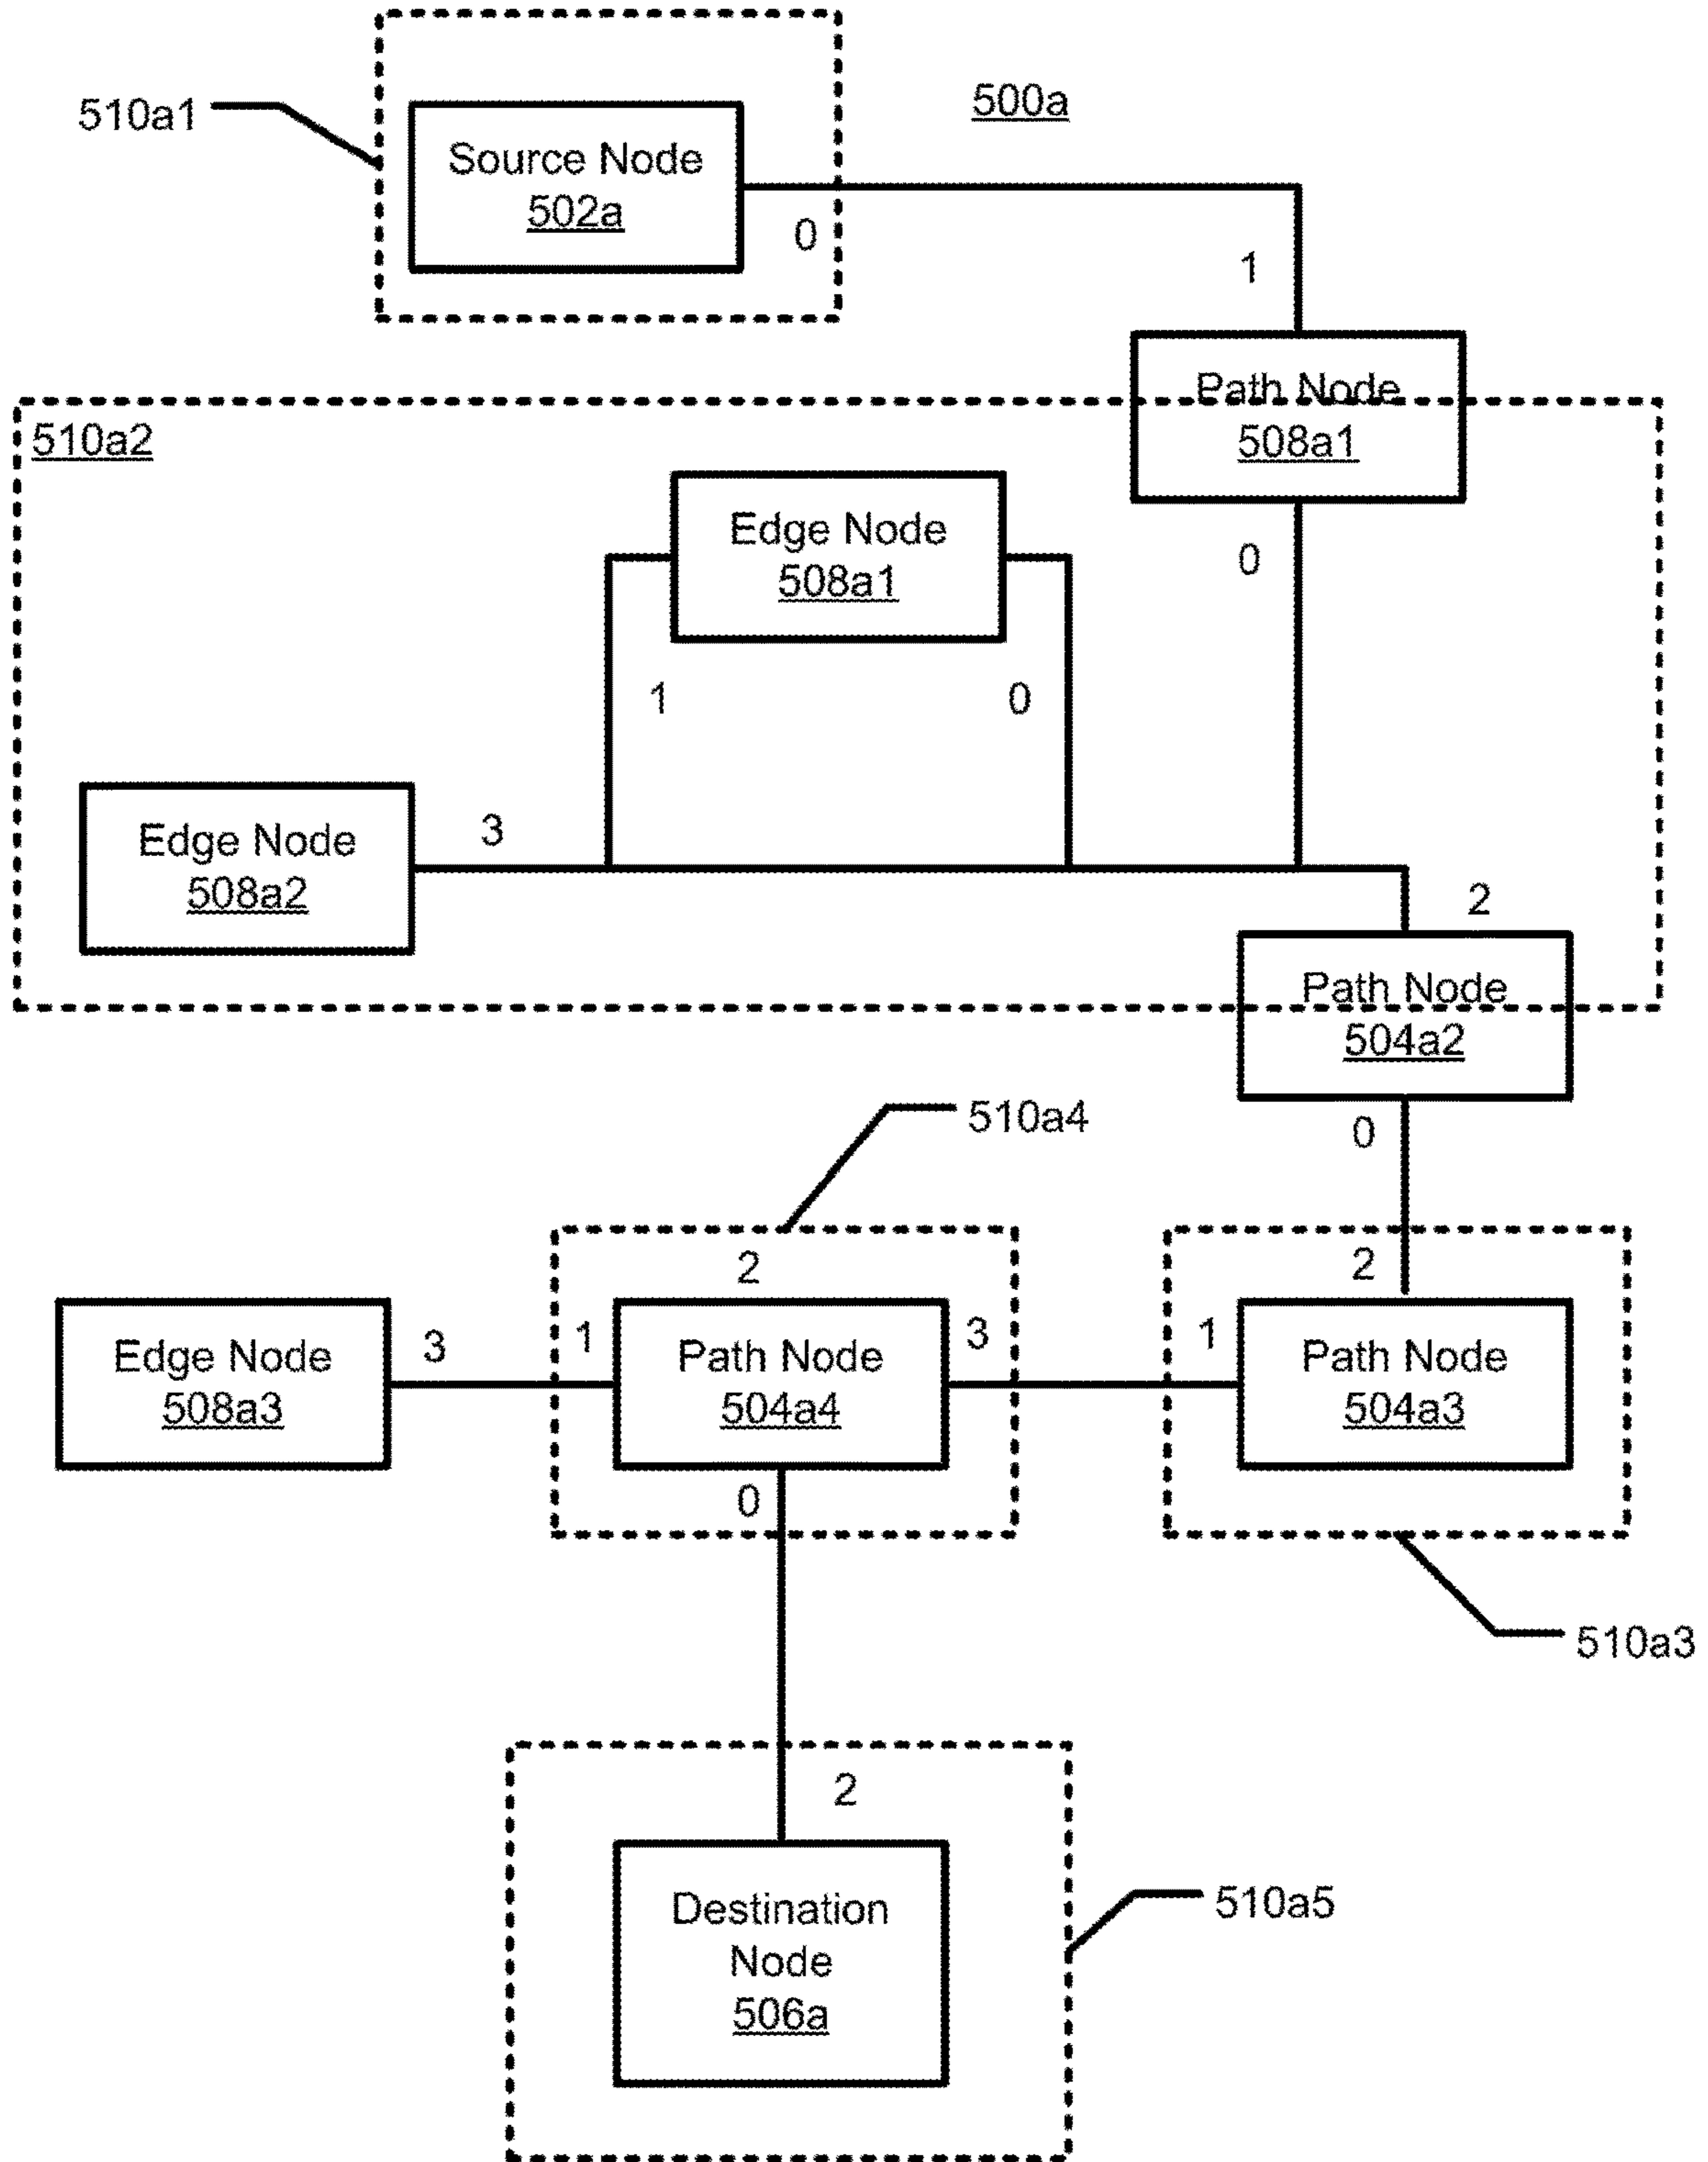 500a
510a1
Source Node
502a
0
1
Path Node
508a1
510a2
0
Edge Node
508a1
1
0
3
Edge Node
508a2
2
Path Node
504a2
0
510a4
2
2
Edge Node
508a3
3
1
Path Node
504a4
3
1
Path Node
504a3
0
510a3
2
Destination
Node
506a
510a5